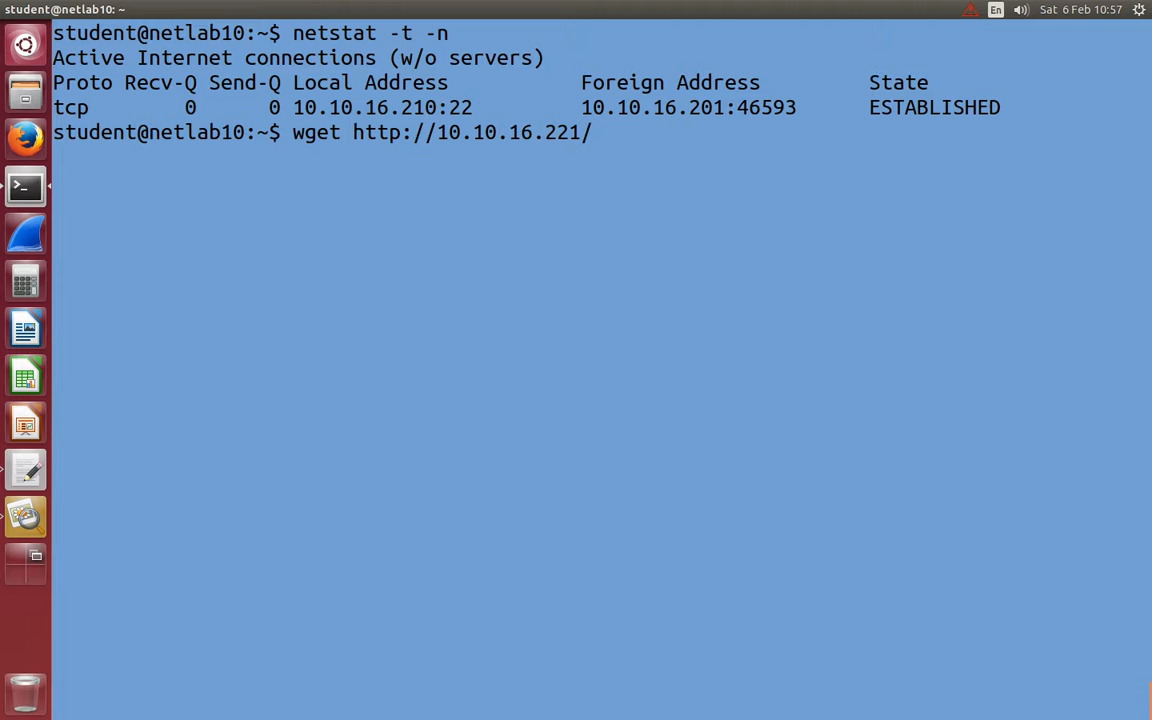 student@netlab10: ~
En
Sat 6 Feb 10:57
student@netlab10:~$ netstat -t -n
Active Internet connections (w/o servers)
Proto Recv-Q Send-Q Local Address           Foreign Address         State
tcp        0      0 10.10.16.210:22         10.10.16.201:46593      ESTABLISHED
student@netlab10:~$ wget http://10.10.16.221/
>_